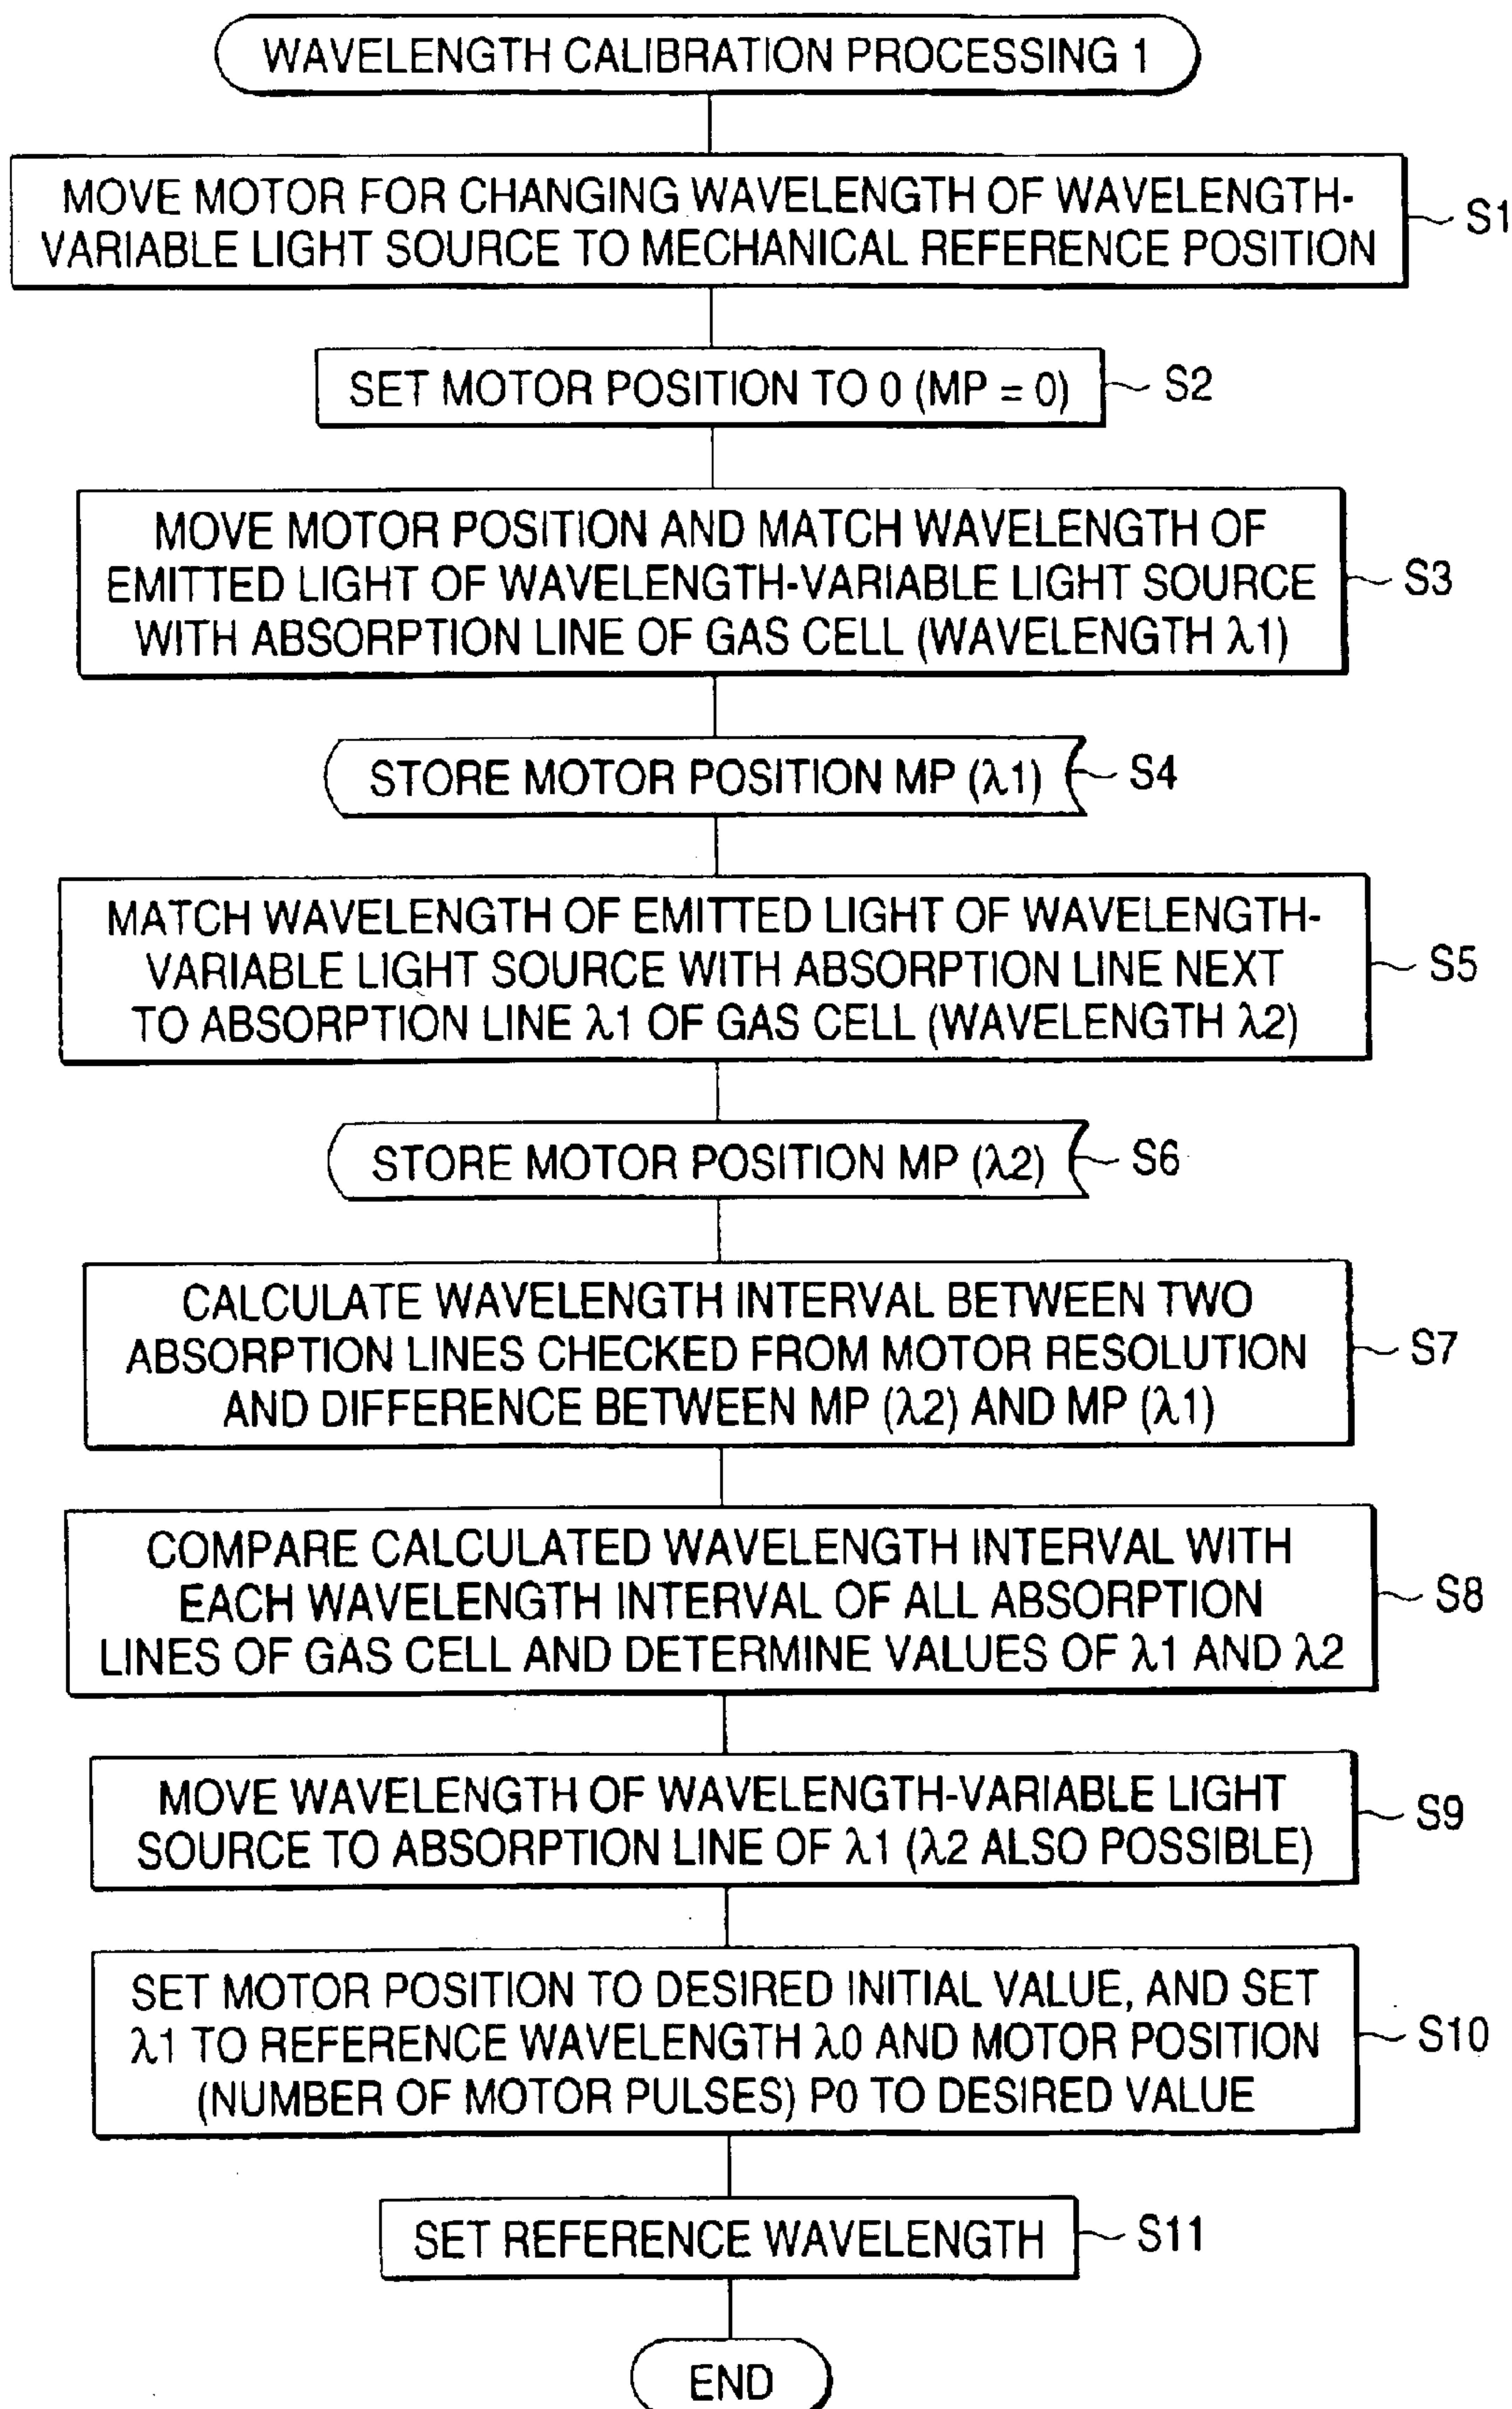 WAVELENGTH CALIBRATION PROCESSING 1
MOVE MOTOR FOR CHANGING WAVELENGTH OF WAVELENGTH-
VARIABLE LIGHT SOURCE TO MECHANICAL REFERENCE POSITION
S1
SET MOTOR POSITION TO 0 (MP = 0)
S2
MOVE MOTOR POSITION AND MATCH WAVELENGTH OF
EMITTED LIGHT OF WAVELENGTH-VARIABLE LIGHT SOURCE
WITH ABSORPTION LINE OF GAS CELL (WAVELENGTH λ1)
S3
STORE MOTOR POSITION MP (λ1)
S4
MATCH WAVELENGTH OF EMITTED LIGHT OF WAVELENGTH-
VARIABLE LIGHT SOURCE WITH ABSORPTION LINE NEXT
TO ABSORPTION LINE λ1 OF GAS CELL (WAVELENGTH λ2)
S5
STORE MOTOR POSITION MP (λ2)
S6
CALCULATE WAVELENGTH INTERVAL BETWEEN TWO
ABSORPTION LINES CHECKED FROM MOTOR RESOLUTION
AND DIFFERENCE BETWEEN MP (λ2) AND MP (λ1)
S7
COMPARE CALCULATED WAVELENGTH INTERVAL WITH
EACH WAVELENGTH INTERVAL OF ALL ABSORPTION
LINES OF GAS CELL AND DETERMINE VALUES OF λ1 AND λ2
S8
MOVE WAVELENGTH OF WAVELENGTH-VARIABLE LIGHT
SOURCE TO ABSORPTION LINE OF λ1 (λ2 ALSO POSSIBLE)
S9
SET MOTOR POSITION TO DESIRED INITIAL VALUE, AND SET
λ1 TO REFERENCE WAVELENGTH λ0 AND MOTOR POSITION
(NUMBER OF MOTOR PULSES) P0 TO DESIRED VALUE
S10
SET REFERENCE WAVELENGTH
S11
END